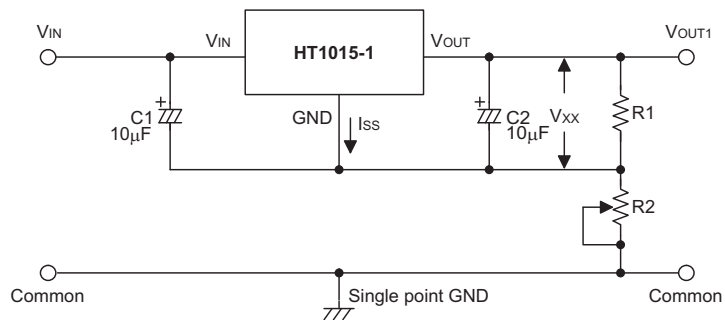 VIN
VIN
HT1015-1
VOUT
VOUT1
C1
10μF
GND
ISS
C2
10μF
VXX
R1
R2
Common
Single point GND
Common